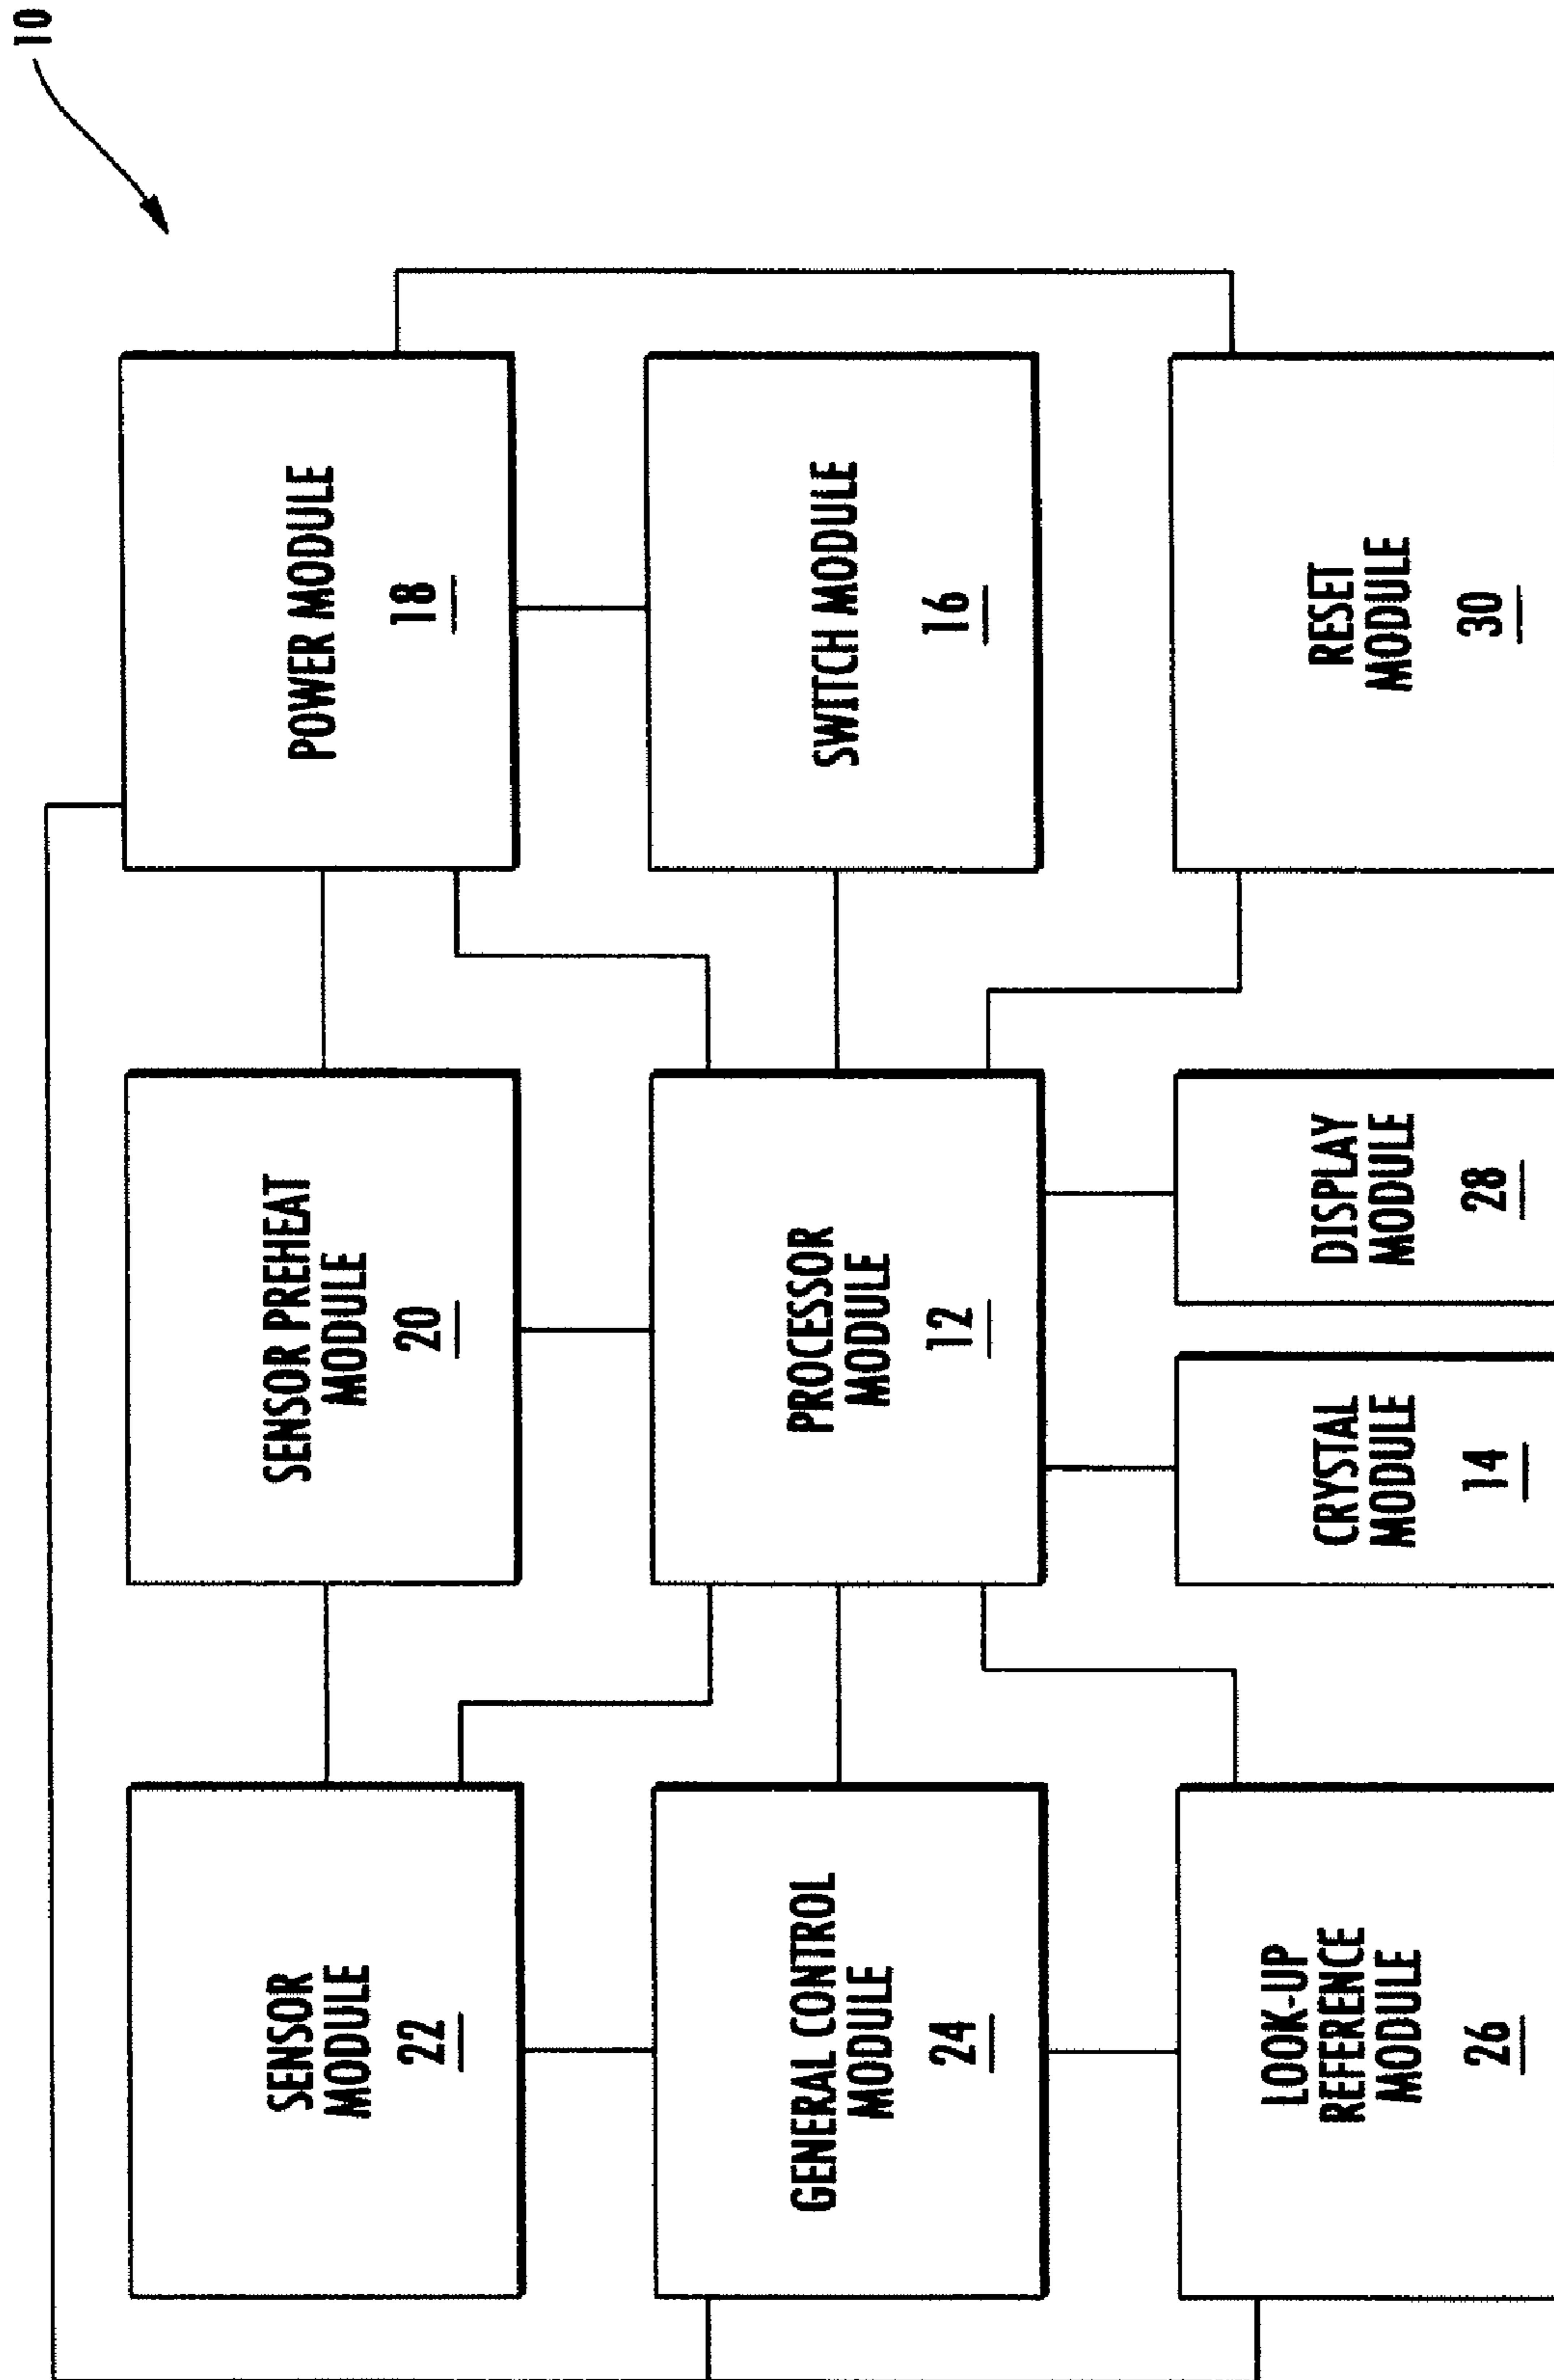 10
SENSOR
MODULE
22
SENSOR PREHEAT
MODULE
20
POWER MODULE
18
GENERAL CONTROL
MODULE
24
PROCESSOR
MODULE
12
SWITCH MODULE
16
LOOK-UP
REFERENCE
MODULE
26
CRYSTAL
MODULE
14
DISPLAY
MODULE
28
RESET
MODULE
30